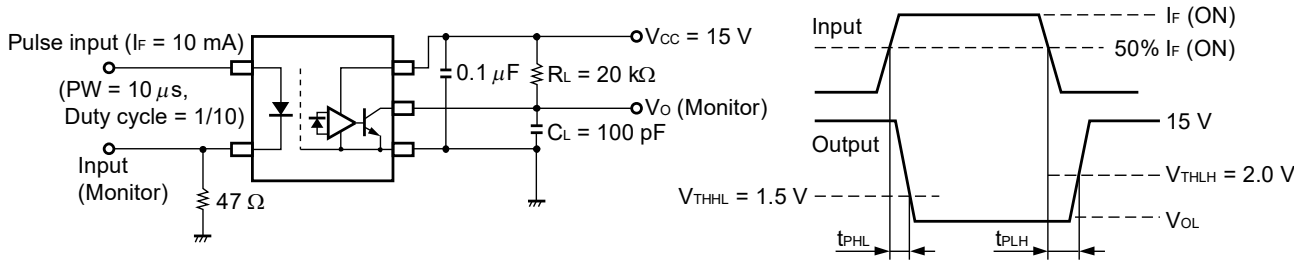 Pulse input (IF = 10 mA)
(PW = 10 μs,
Duty cycle = 1/10)
Input
(Monitor)
47 Ω
VCC = 15 V
0.1 μF
RL = 20 kΩ
VO (Monitor)
CL = 100 pF
Input
IF (ON)
50% IF (ON)
Output
15 V
VTHHL = 1.5 V
VTHLH = 2.0 V
VOL
tPHL
tPLH